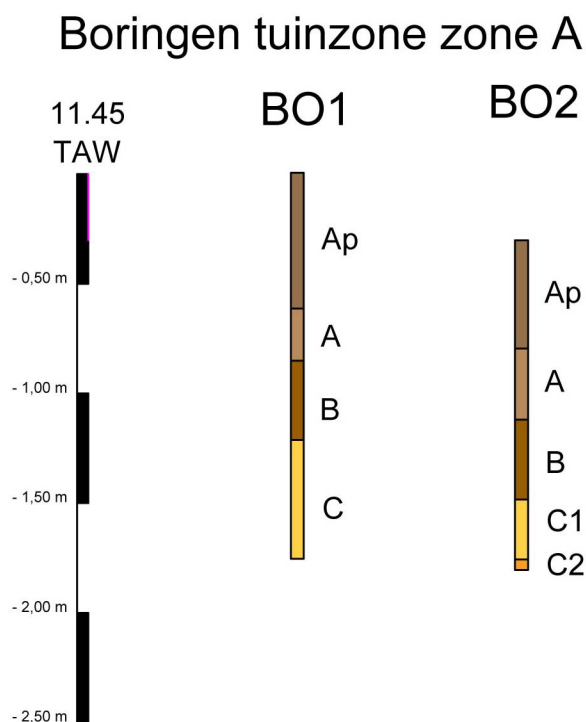 Boringen tuinzone zone A
11.45
TAW
BO1
BO2
Ap
Ap
- 0,50 m
A
A
- 1,00 m
B
B
- 1,50 m
C
C1
C2
- 2,00 m
- 2.50 m